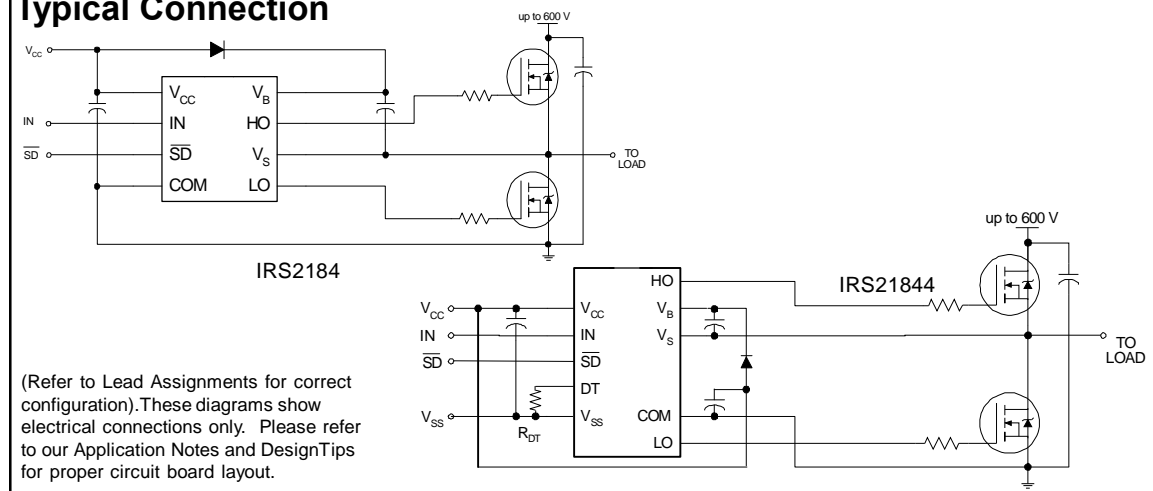 Typical Connection
up to 600 V
VCC
VCC
VB
IN
IN
HO
SD
SD
VS
TO
LOAD
COM
LO
IRS2184
up to 600 V
HO
IRS21844
VCC
VCC
VB
IN
IN
VS
TO
LOAD
SD
SD
DT
VSS
RDT
VSS
COM
LO
(Refer to Lead Assignments for correct
configuration).These diagrams show
electrical connections only. Please refer
to our Application Notes and DesignTips
for proper circuit board layout.